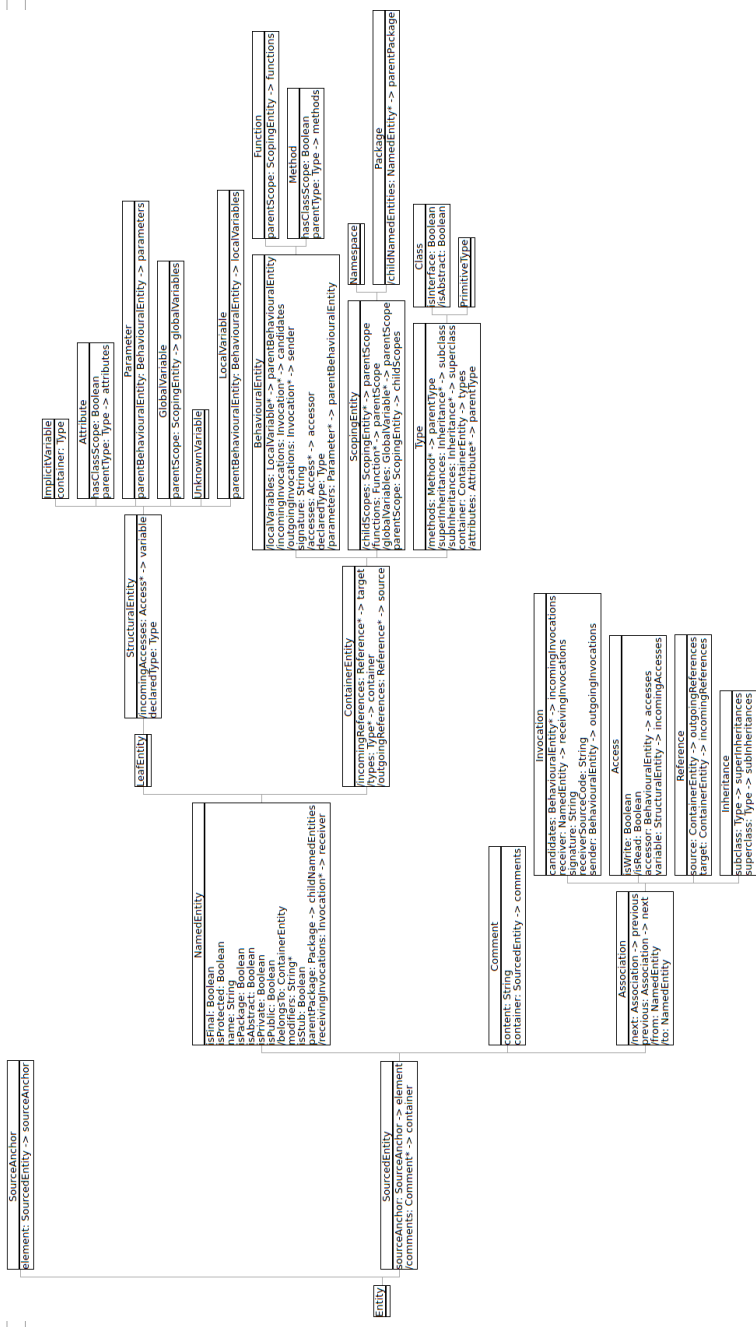 Entity
SourceAnchor
element: SourcedEntity -> sourceAnchor
SourcedEntity
sourceAnchor: SourceAnchor -> element
/comments: Comment* -> container
NamedEntity
isFinal: Boolean
isProtected: Boolean
name: String
isPackage: Boolean
isAbstract: Boolean
isPrivate: Boolean
isPublic: Boolean
/belongsTo: ContainerEntity
modifiers: String*
isStub: Boolean
parentPackage: Package -> childNamedEntities
/receivingInvocations: Invocation* -> receiver
Comment
content: String
container: SourcedEntity -> comments
Association
/next: Association -> previous
previous: Association -> next
/from: NamedEntity
/to: NamedEntity
LeafEntity
ContainerEntity
/incomingReferences: Reference* -> target
/types: Type* -> container
/outgoingReferences: Reference* -> source
Invocation
candidates: BehaviouralEntity* -> incomingInvocations
receiver: NamedEntity -> receivingInvocations
signature: String
receiverSourceCode: String
sender: BehaviouralEntity -> outgoingInvocations
Access
isWrite: Boolean
/isRead: Boolean
accessor: BehaviouralEntity -> accesses
variable: StructuralEntity -> incomingAccesses
Reference
source: ContainerEntity -> outgoingReferences
target: ContainerEntity -> incomingReferences
Inheritance
subclass: Type -> superInheritances
superclass: Type -> subInheritances
StructuralEntity
/incomingAccesses: Access* -> variable
declaredType: Type
BehaviouralEntity
/localVariables: LocalVariable* -> parentBehaviouralEntity
/incomingInvocations: Invocation* -> candidates
/outgoingInvocations: Invocation* -> sender
signature: String
/accesses: Access* -> accessor
declaredType: Type
/parameters: Parameter* -> parentBehaviouralEntity
ScopingEntity
/childScopes: ScopingEntity* -> parentScope
/functions: Function* -> parentScope
/globalVariables: GlobalVariable* -> parentScope
parentScope: ScopingEntity -> childScopes
Type
/methods: Method* -> parentType
/superInheritances: Inheritance* -> subclass
/subInheritances: Inheritance* -> superclass
container: ContainerEntity -> types
/attributes: Attribute* -> parentType
ImplicitVariable
container: Type
Attribute
hasClassScope: Boolean
parentType: Type -> attributes
Parameter
parentBehaviouralEntity: BehaviouralEntity -> parameters
GlobalVariable
parentScope: ScopingEntity -> globalVariables
UnknownVariable
LocalVariable
parentBehaviouralEntity: BehaviouralEntity -> localVariables
Function
parentScope: ScopingEntity -> functions
Method
hasClassScope: Boolean
parentType: Type -> methods
Namespace
Package
/childNamedEntities: NamedEntity* -> parentPackage
Class
isInterface: Boolean
/isAbstract: Boolean
PrimitiveType